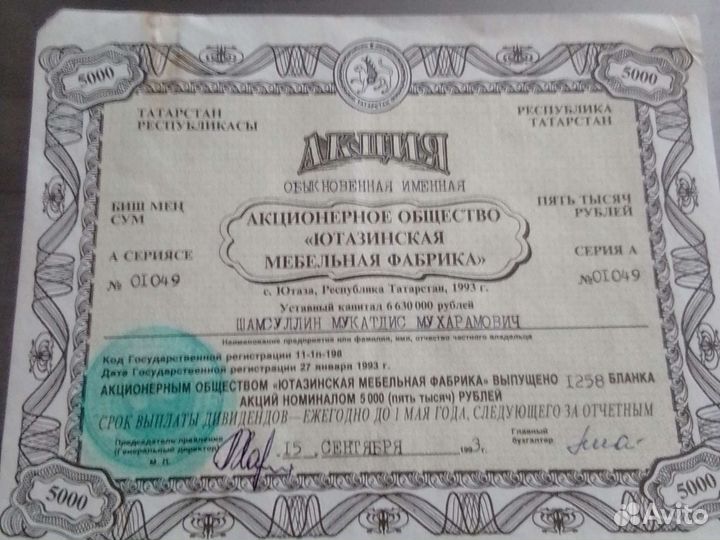 5000
5000
ТАТАРСТАН
РЕСПУБЛИКАСЫ
РЕСПУБЛИКА
ТАТАРСТАН
АКЦИЯ
ОБЫКНОВЕННАЯ ИМЕННАЯ
БИШ МЕҢ
СУМ
ПЯТЬ ТЫСЯЧ
РУБЛЕЙ
АКЦИОНЕРНОЕ ОБЩЕСТВО
«ЮТАЗИНСКАЯ
МЕБЕЛЬНАЯ ФАБРИКА»
А СЕРИЯСЕ
СЕРИЯ А
№ 01049
№01049
с. Ютаза, Республика Татарстан, 1993 г.
Уставный капитал 6 630 000 рублей
ШАМСУЛЛИН МУКАТДИС МУХАРАМОВИЧ
Наименование предприятия или фамилия, имя, отчество частного владельца
Код Государственной регистрации 11-1п-198
Дата Государственной регистрации 27 января 1993 г.
АКЦИОНЕРНЫМ ОБЩЕСТВОМ «ЮТАЗИНСКАЯ МЕБЕЛЬНАЯ ФАБРИКА» ВЫПУЩЕНО 1258 БЛАНКА
АКЦИЙ НОМИНАЛОМ 5 000 (пять тысяч) РУБЛЕЙ
СРОК ВЫПЛАТЫ ДИВИДЕНДОВ—ЕЖЕГОДНО ДО 1 МАЯ ГОДА, СЛЕДУЮЩЕГО ЗА ОТЧЕТНЫМ
Председатель правления
(Генеральный директор)
М. П.
15 СЕНТЯБРЯ 1993г.
Главный
бухгалтер
5000
5000
Avito